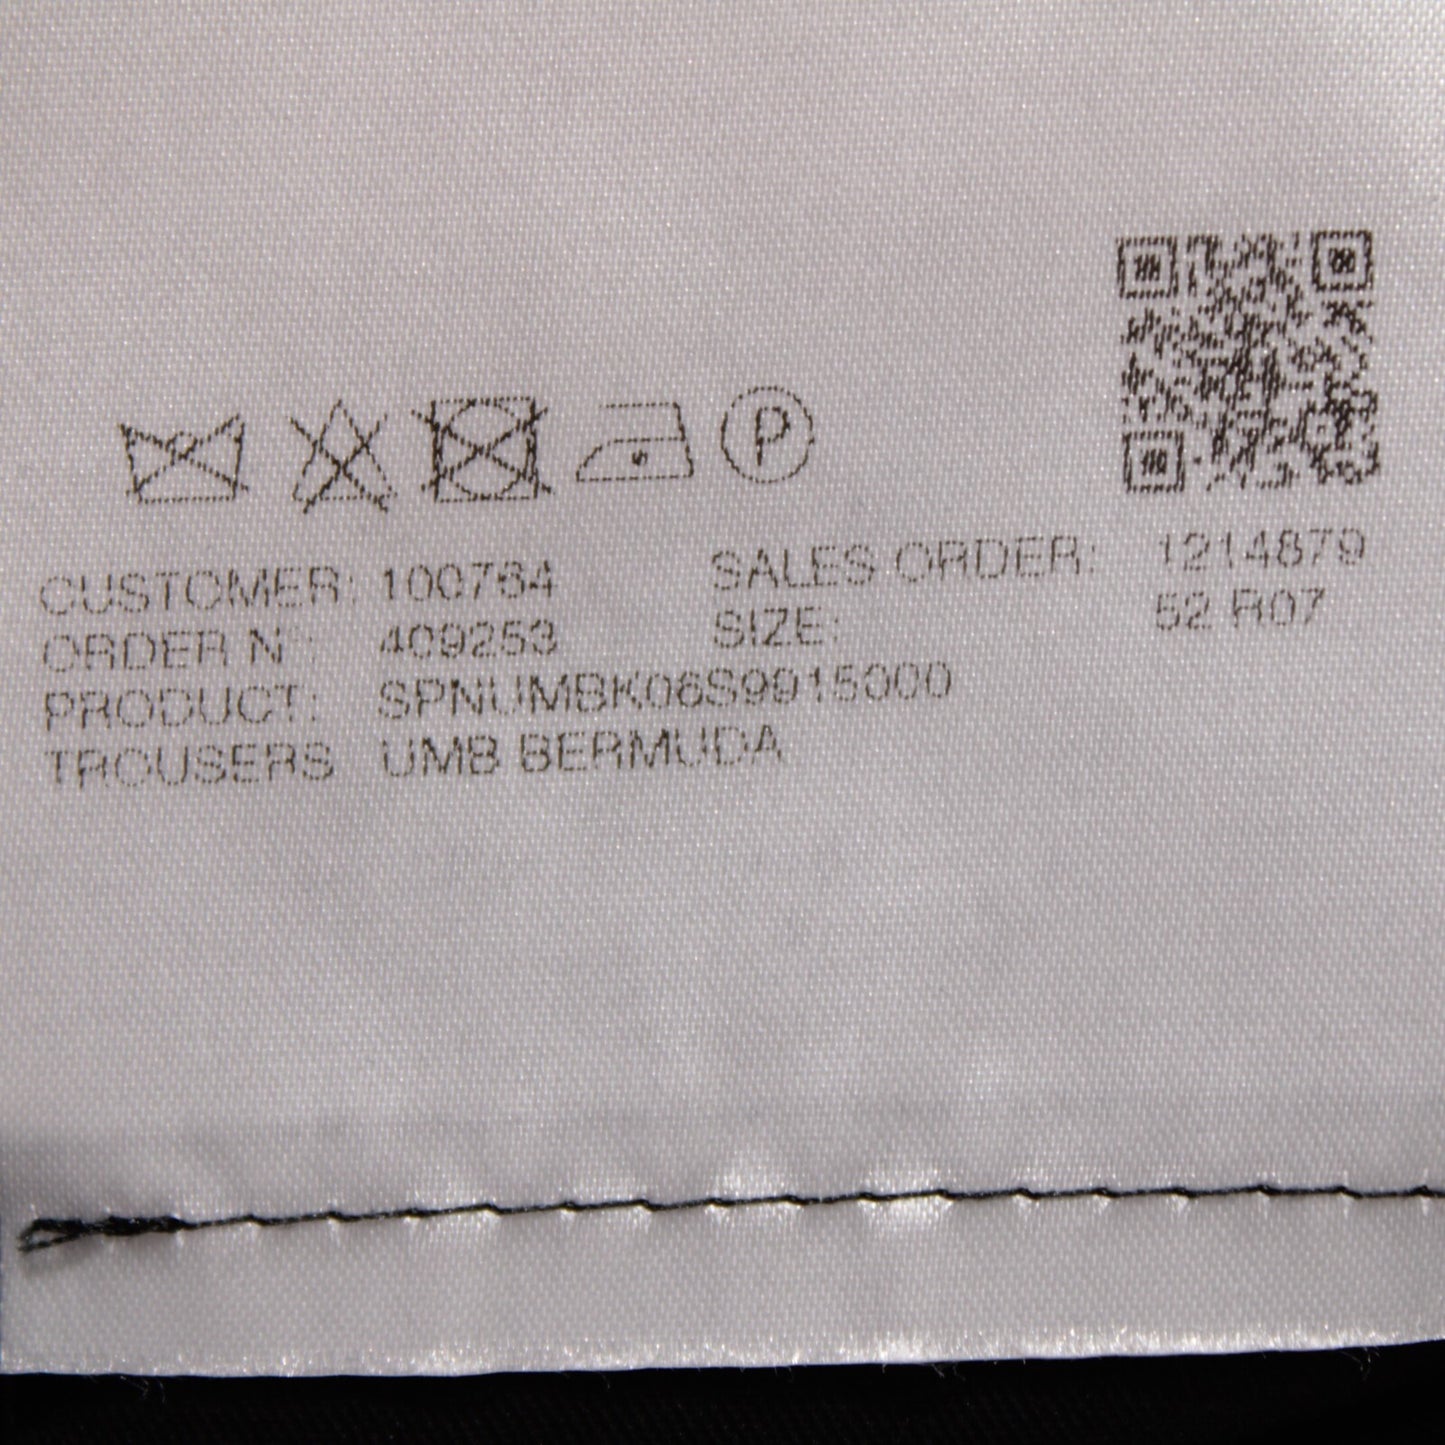 CUSTOMER: 100764 SALES ORDER: 1214879
ORDER N°: 409253 SIZE: 52 R07
PRODUCT: SPNUMBK06S9915000
TROUSERS UMB BERMUDA